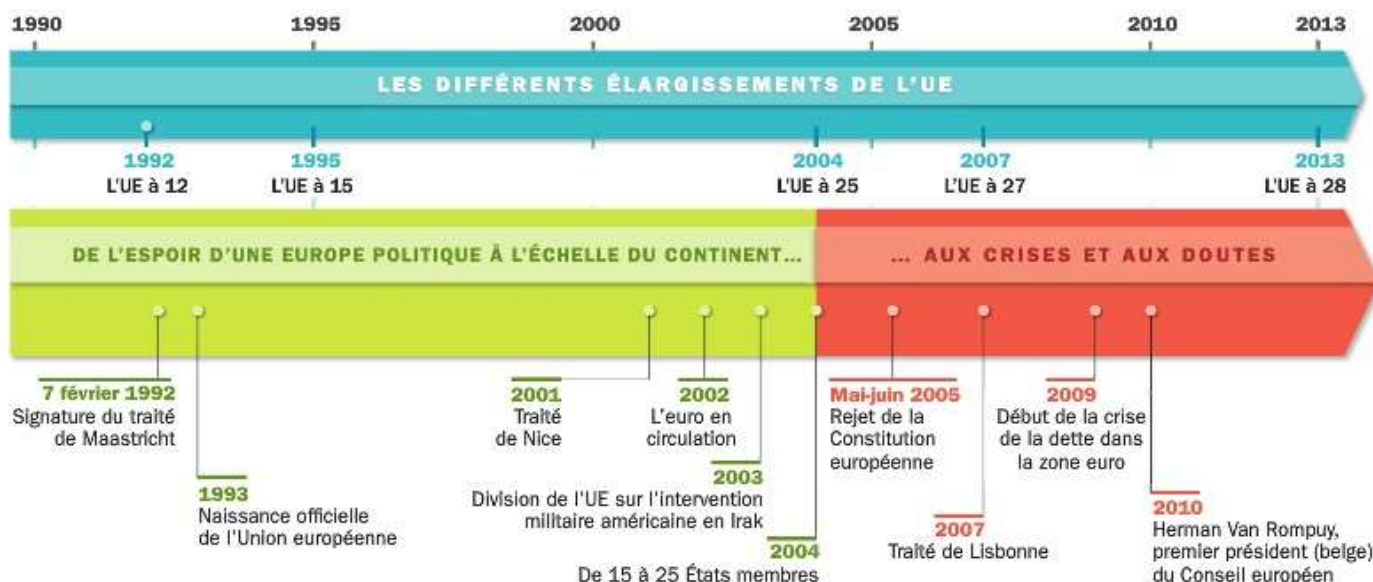 1990 1995 2000 2005 2010 2013
LES DIFFÉRENTS ÉLARGISSEMENTS DE L'UE
1992 1995 2004 2007 2013
L'UE à 12 L'UE à 15 L'UE à 25 L'UE à 27 L'UE à 28
DE L'ESPOIR D'UNE EUROPE POLITIQUE À L'ÉCHELLE DU CONTINENT...
... AUX CRISES ET AUX DOUTES
7 février 1992
Signature du traité
de Maastricht
1993
Naissance officielle
de l'Union européenne
2001
Traité
de Nice
2002
L'euro en
circulation
2003
Division de l'UE sur l'intervention
militaire américaine en Irak
2004
De 15 à 25 États membres
Mai-juin 2005
Rejet de la
Constitution
européenne
2007
Traité de Lisbonne
2009
Début de la crise
de la dette dans
la zone euro
2010
Herman Van Rompuy,
premier président (belge)
du Conseil européen